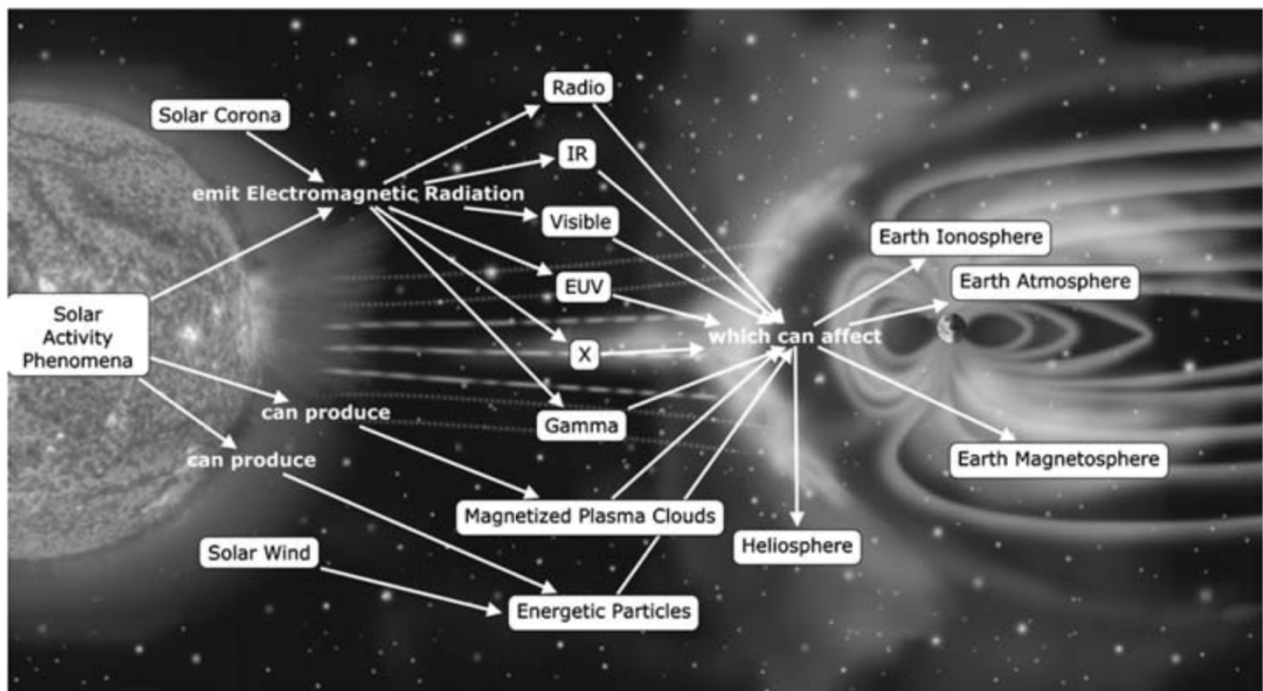 Radio
Solar Corona
IR
emit Electromagnetic Radiation
Visible
Earth Ionosphere
EUV
Earth Atmosphere
Solar
Activity
Phenomena
which can affect
X
can produce
Gamma
can produce
Earth Magnetosphere
Magnetized Plasma Clouds
Heliosphere
Solar Wind
Energetic Particles